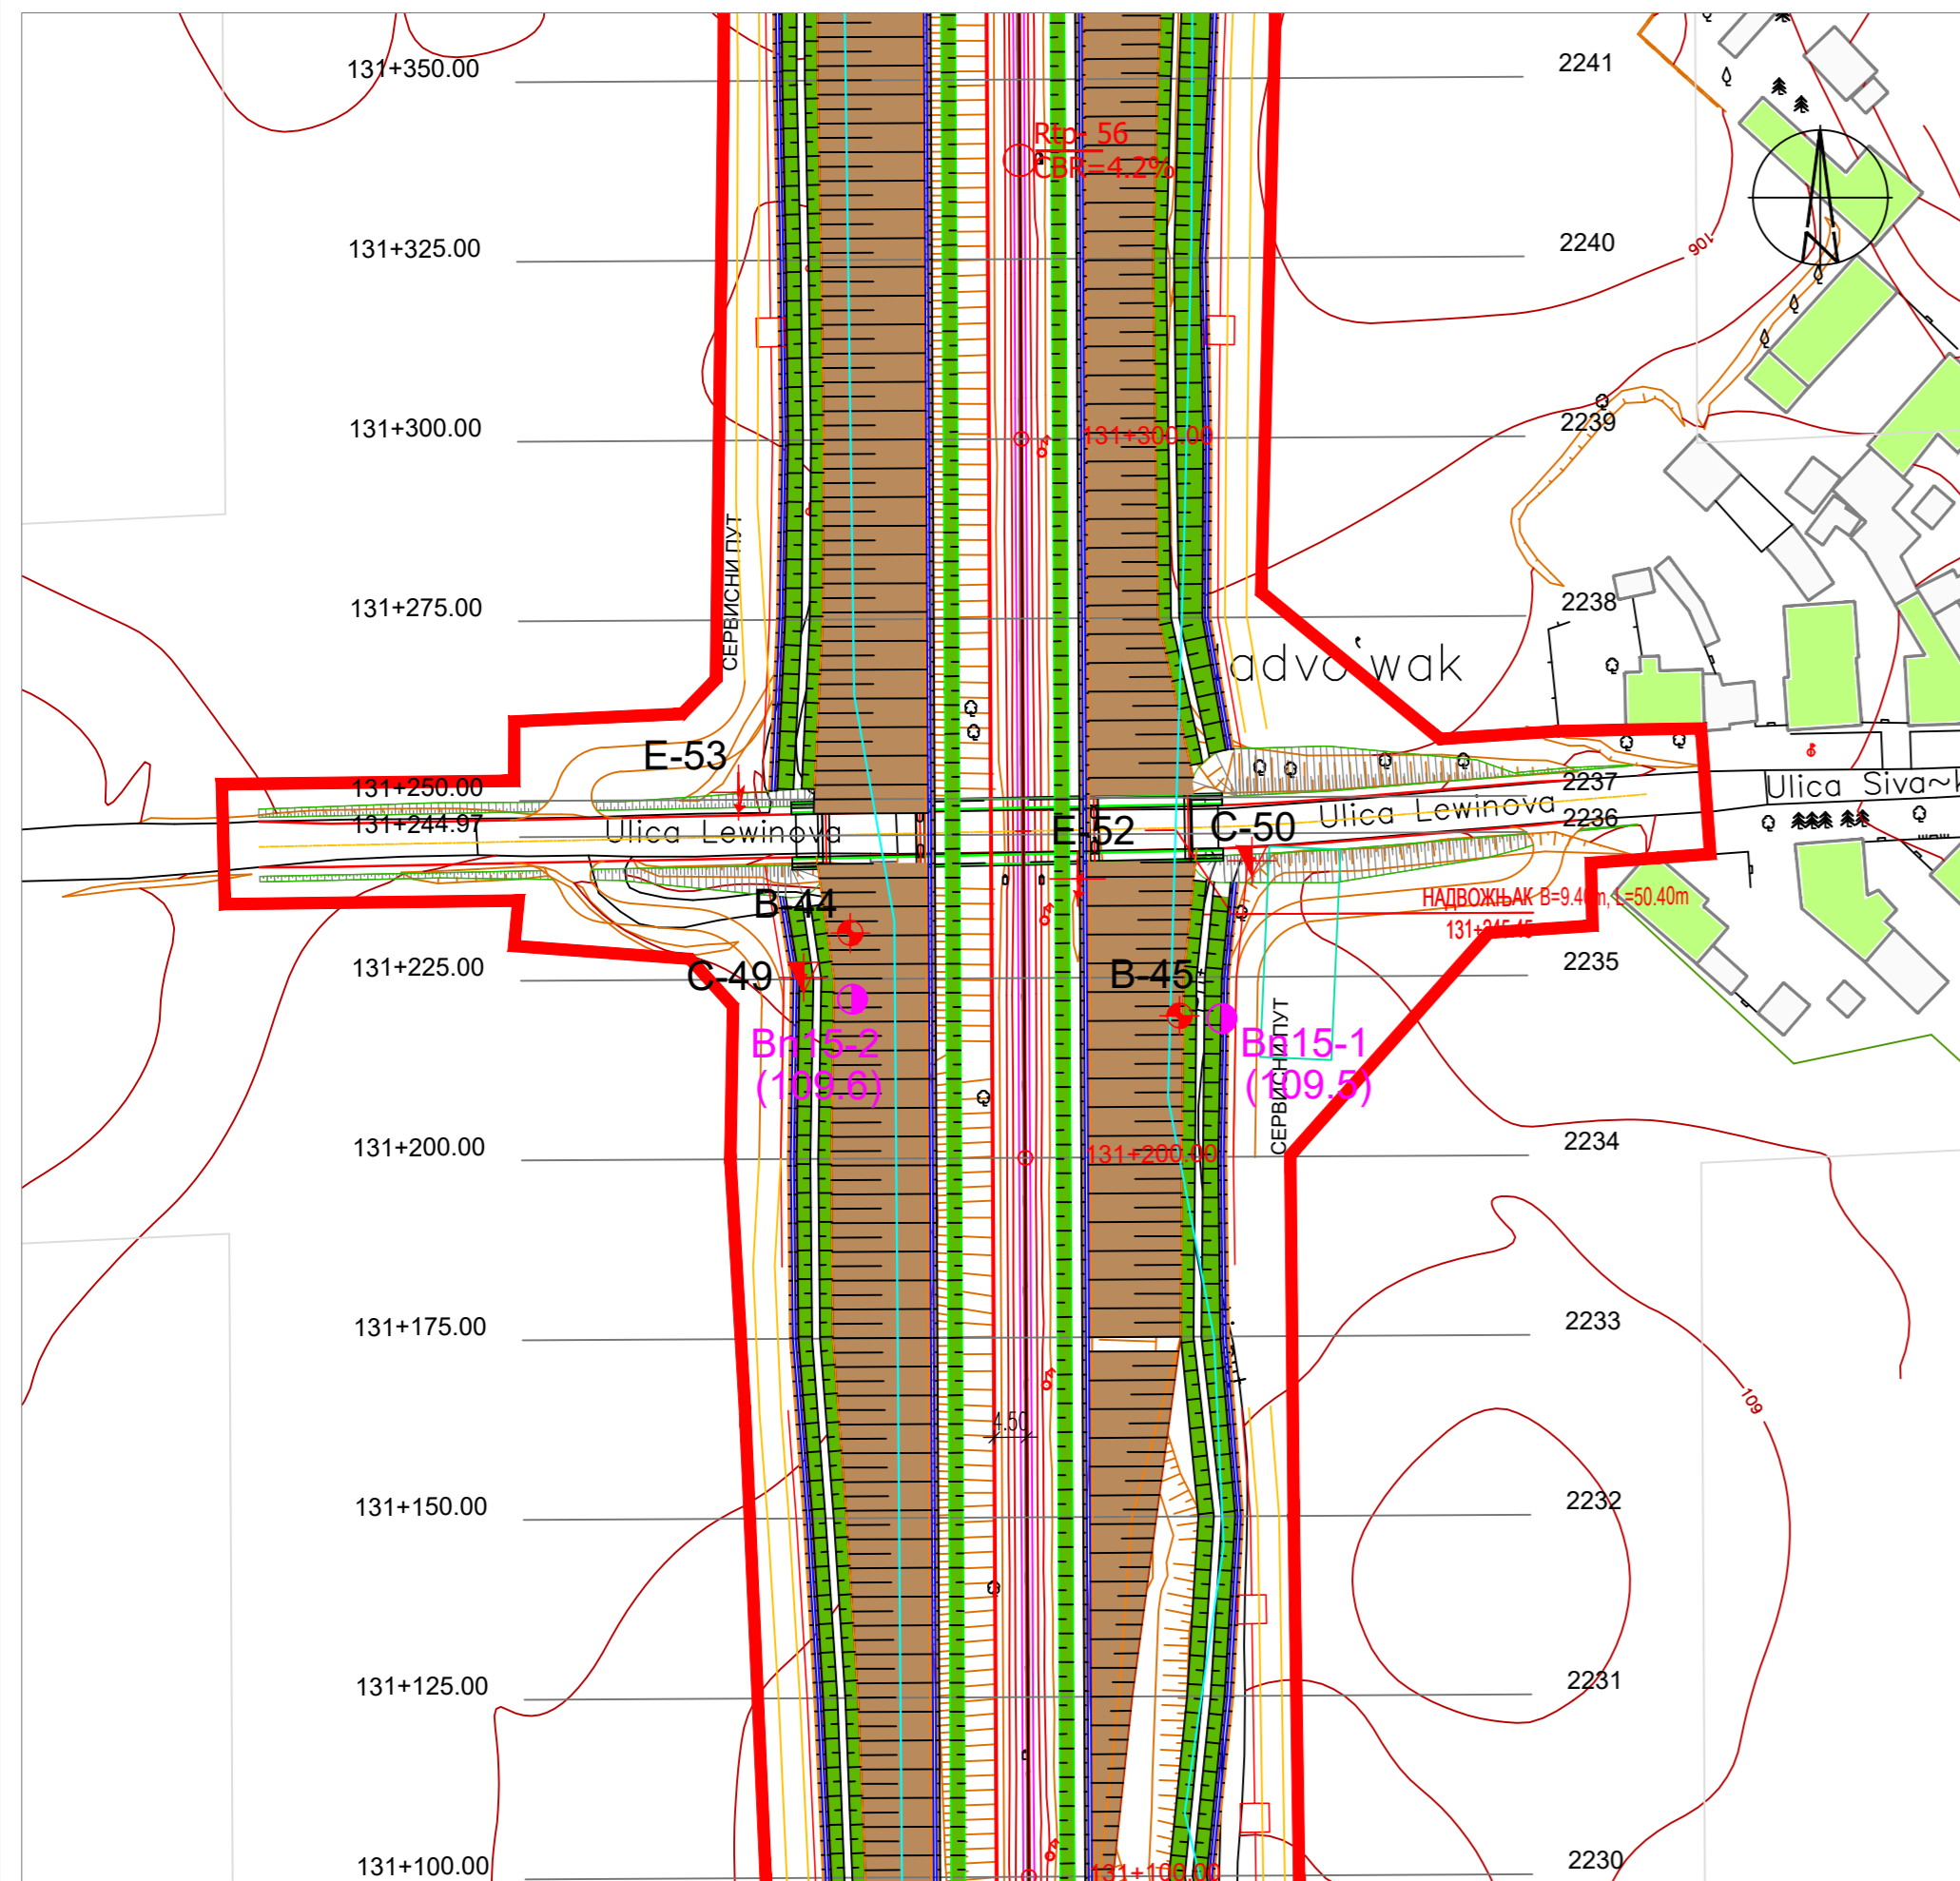 131+350.00
2241
Rtp- 56
CBR=4.2%
131+325.00
2240
106
131+300.00
131+300.00
2239
СЕРВИСНИ ПУТ
131+275.00
2238
E-53
131+250.00
2237
Ulica Lewinova
131+244.97
Ulica Lewinova
E-52
C-50
2236
B-44
НАДВОЖЊАК B=9.40m, L=50.40m
131+225.00
C-49
B-45
2235
Bn15-2
(109.6)
Bn15-1
(109.5)
СЕРВИСНИ ПУТ
131+200.00
131+200.00
2234
131+175.00
2233
109
4.50
131+150.00
2232
131+125.00
2231
131+100.00
131+100.00
2230